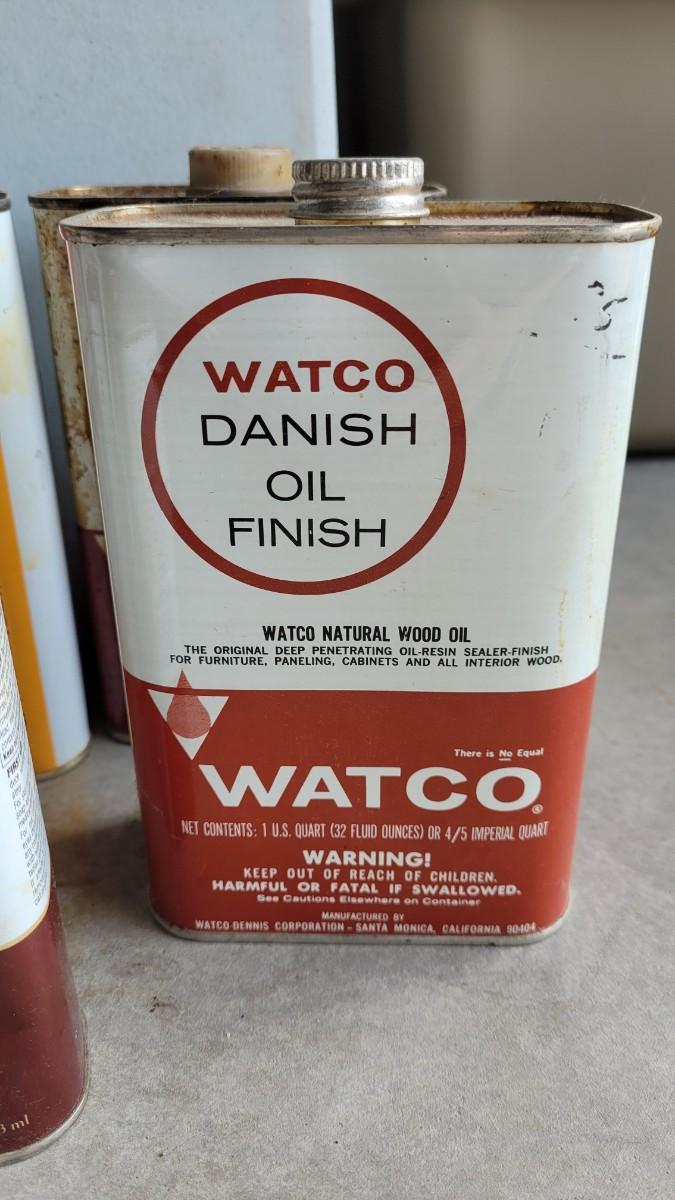 WATCO
DANISH
OIL
FINISH
WATCO NATURAL WOOD OIL
THE ORIGINAL DEEP PENETRATING OIL-RESIN SEALER-FINISH
FOR FURNITURE, PANELING, CABINETS AND ALL INTERIOR WOOD.
There is No Equal
WATCO®
NET CONTENTS: 1 U.S. QUART (32 FLUID OUNCES) OR 4/5 IMPERIAL QUART
WARNING!
KEEP OUT OF REACH OF CHILDREN.
HARMFUL OR FATAL IF SWALLOWED.
See Cautions Elsewhere on Container
MANUFACTURED BY
WATCO-DENNIS CORPORATION - SANTA MONICA, CALIFORNIA 90404
ml